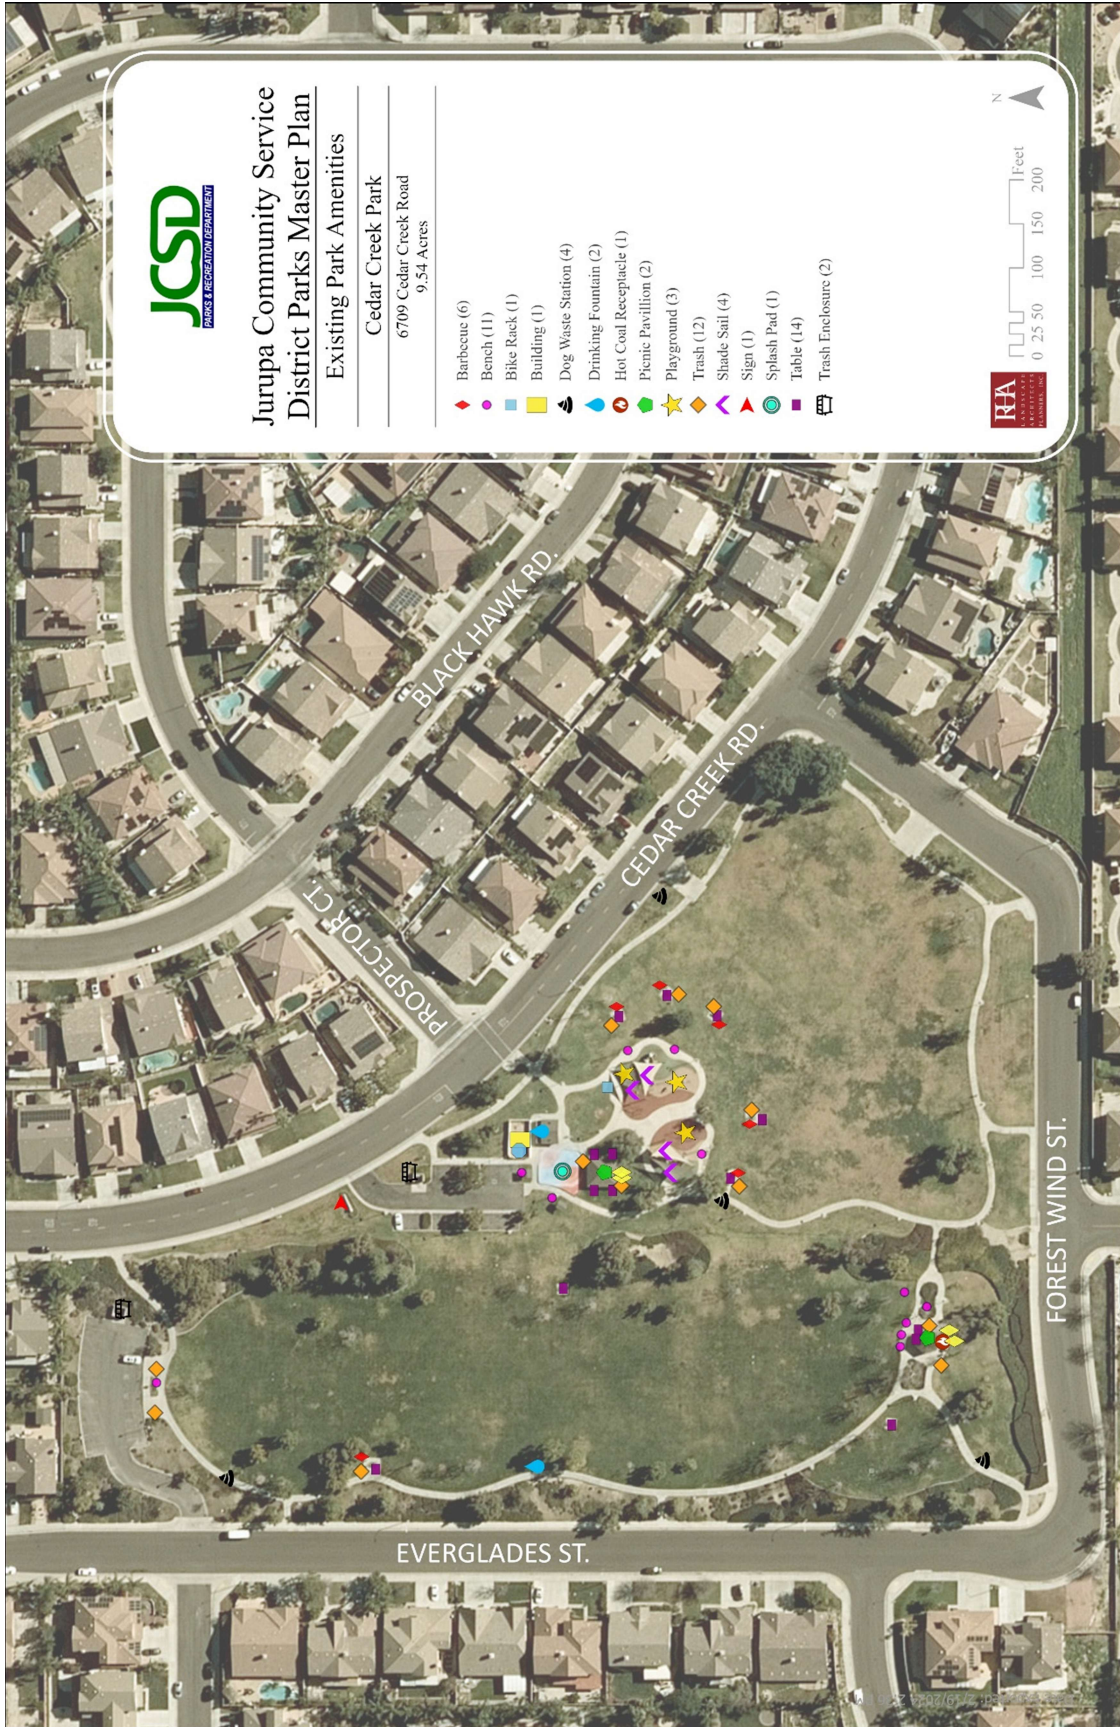 JCSD
PARKS & RECREATION DEPARTMENT
Jurupa Community Service
District Parks Master Plan
Existing Park Amenities
Cedar Creek Park
6709 Cedar Creek Road
9.54 Acres
Barbecue (6)
Bench (11)
Bike Rack (1)
Building (1)
Dog Waste Station (4)
Drinking Fountain (2)
Hot Coal Receptacle (1)
Picnic Pavillion (2)
Playground (3)
Trash (12)
Shade Sail (4)
Sign (1)
Splash Pad (1)
Table (14)
Trash Enclosure (2)
RHA
LANDSCAPE
ARCHITECTS
PLANNERS, INC.
0 25 50 100 150 200
Feet
N
BLACK HAWK RD.
PROSPECTOR CT.
CEDAR CREEK RD.
FOREST WIND ST.
EVERGLADES ST.